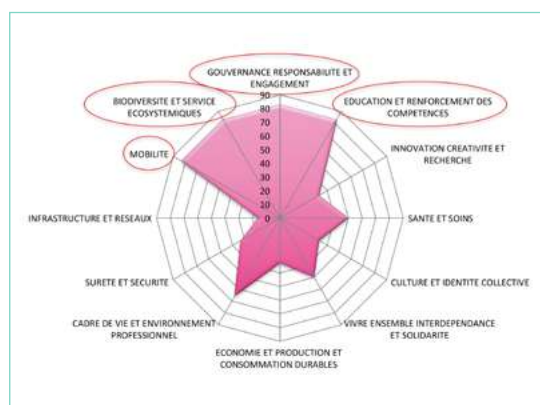 GOUVERNANCE RESPONSABILITE ET
ENGAGEMENT
BIODIVERSITE ET SERVICE
ECOSYSTEMIQUES
EDUCATION ET RENFORCEMENT DES
COMPETENCES
MOBILITE
INNOVATION CREATIVITE ET
RECHERCHE
INFRASTRUCTURE ET RESEAUX
SANTE ET SOINS
SURETE ET SECURITE
CULTURE ET IDENTITE COLLECTIVE
CADRE DE VIE ET ENVIRONNEMENT
PROFESSIONNEL
VIVRE ENSEMBLE INTERDEPENDANCE
ET SOLIDARITE
ECONOMIE ET PRODUCTION ET
CONSOMMATION DURABLES
90
80
70
60
50
40
30
20
10
0